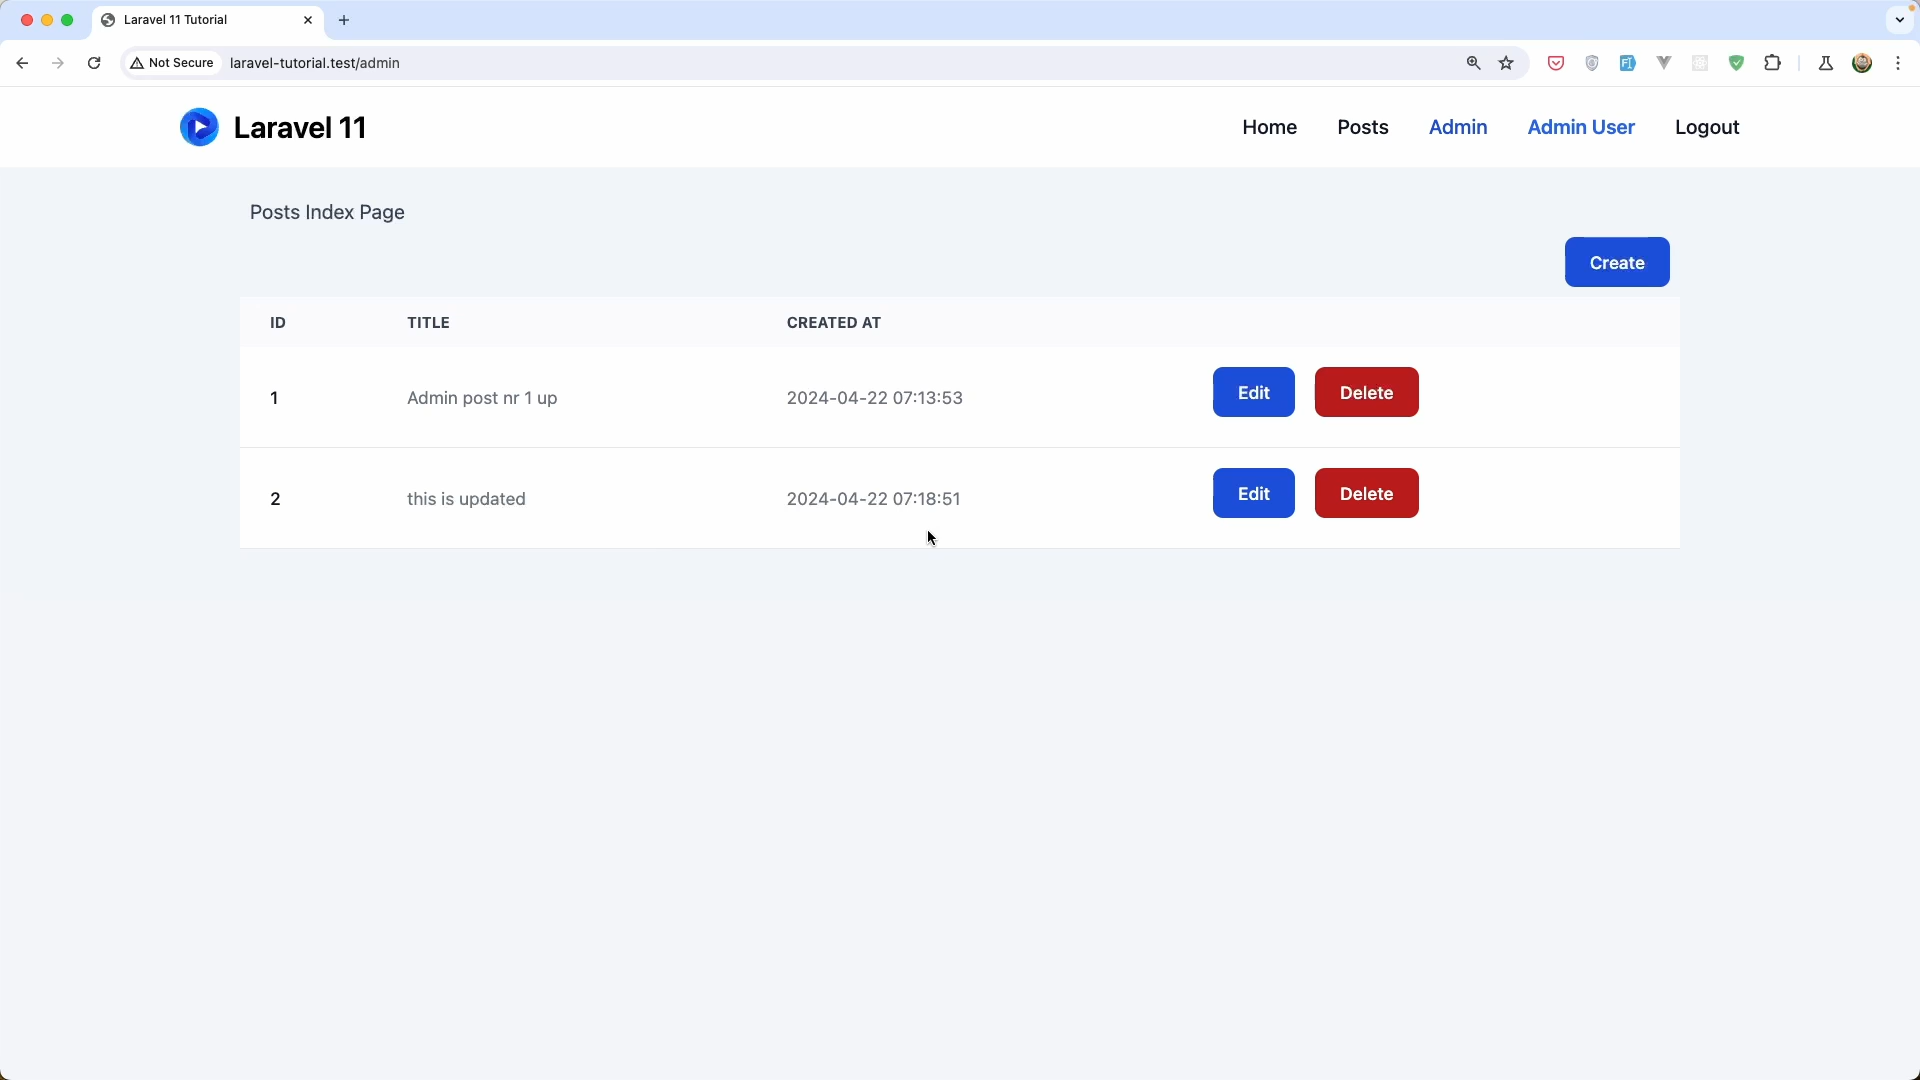 Laravel 11 Tutorial
Not Secure laravel-tutorial.test/admin
Laravel 11 Home Posts Admin Admin User Logout
Posts Index Page
Create
ID TITLE CREATED AT
1 Admin post nr 1 up 2024-04-22 07:13:53 Edit Delete
2 this is updated 2024-04-22 07:18:51 Edit Delete